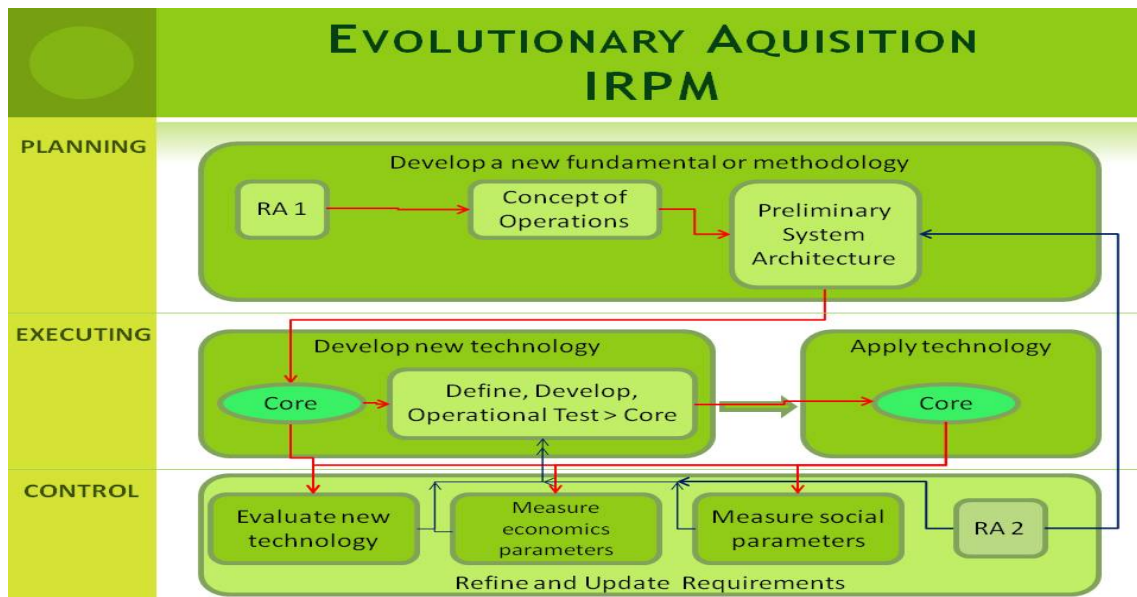 EVOLUTIONARY AQUISITION
IRPM
PLANNING
Develop a new fundamental or methodology
RA 1
Concept of
Operations
Preliminary
System
Architecture
EXECUTING
Develop new technology
Core
Define, Develop,
Operational Test > Core
Apply technology
Core
CONTROL
Evaluate new
technology
Measure
economics
parameters
Measure social
parameters
RA 2
Refine and Update Requirements